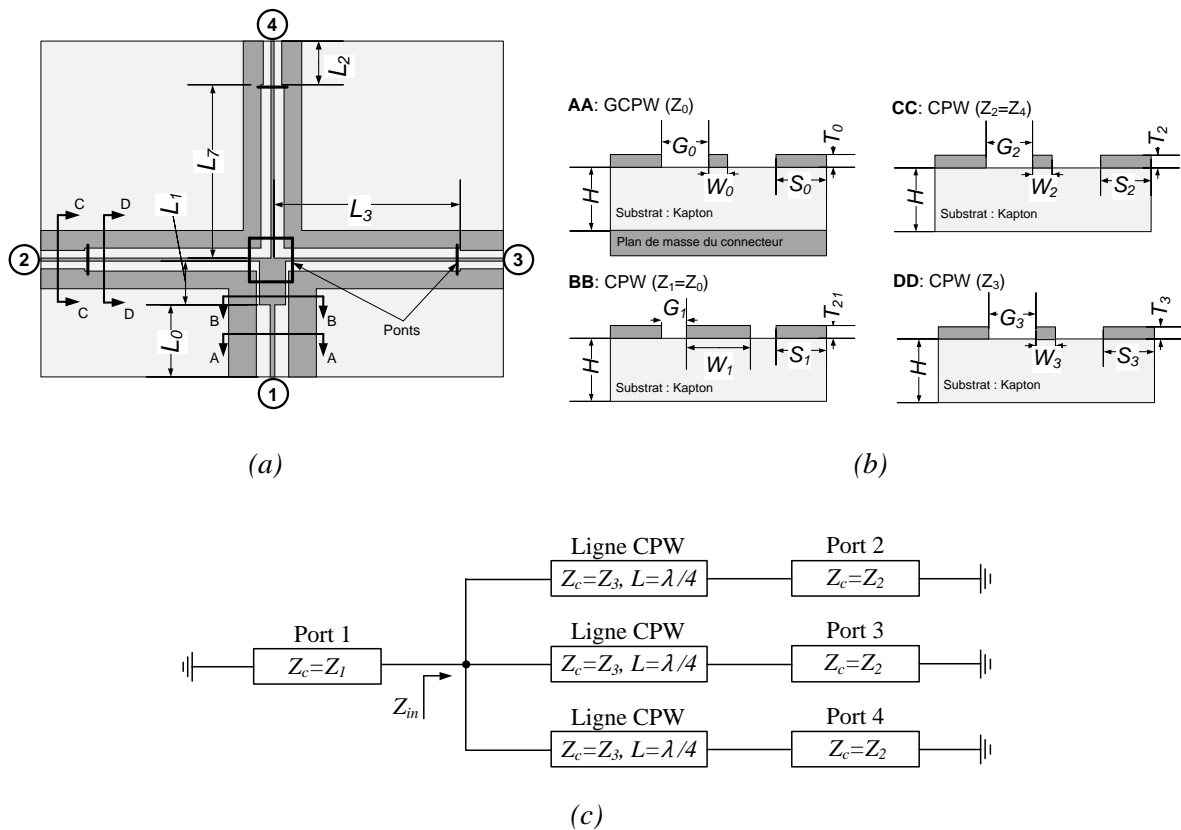 4
L2
L7
L1
L3
C
D
2
3
C
D
B
B
Ponts
L0
A
A
1
(a)
AA: GCPW (Z0)
G0
T0
W0
S0
H
Substrat : Kapton
Plan de masse du connecteur
CC: CPW (Z2=Z4)
G2
T2
W2
S2
H
Substrat : Kapton
BB: CPW (Z1=Z0)
G1
T21
W1
S1
H
Substrat : Kapton
DD: CPW (Z3)
G3
T3
W3
S3
H
Substrat : Kapton
(b)
Ligne CPW
Port 2
Zc=Z3, L=λ/4
Zc=Z2
Port 1
Ligne CPW
Port 3
Zc=Z1
Zc=Z3, L=λ/4
Zc=Z2
Zin
Ligne CPW
Port 4
Zc=Z3, L=λ/4
Zc=Z2
(c)